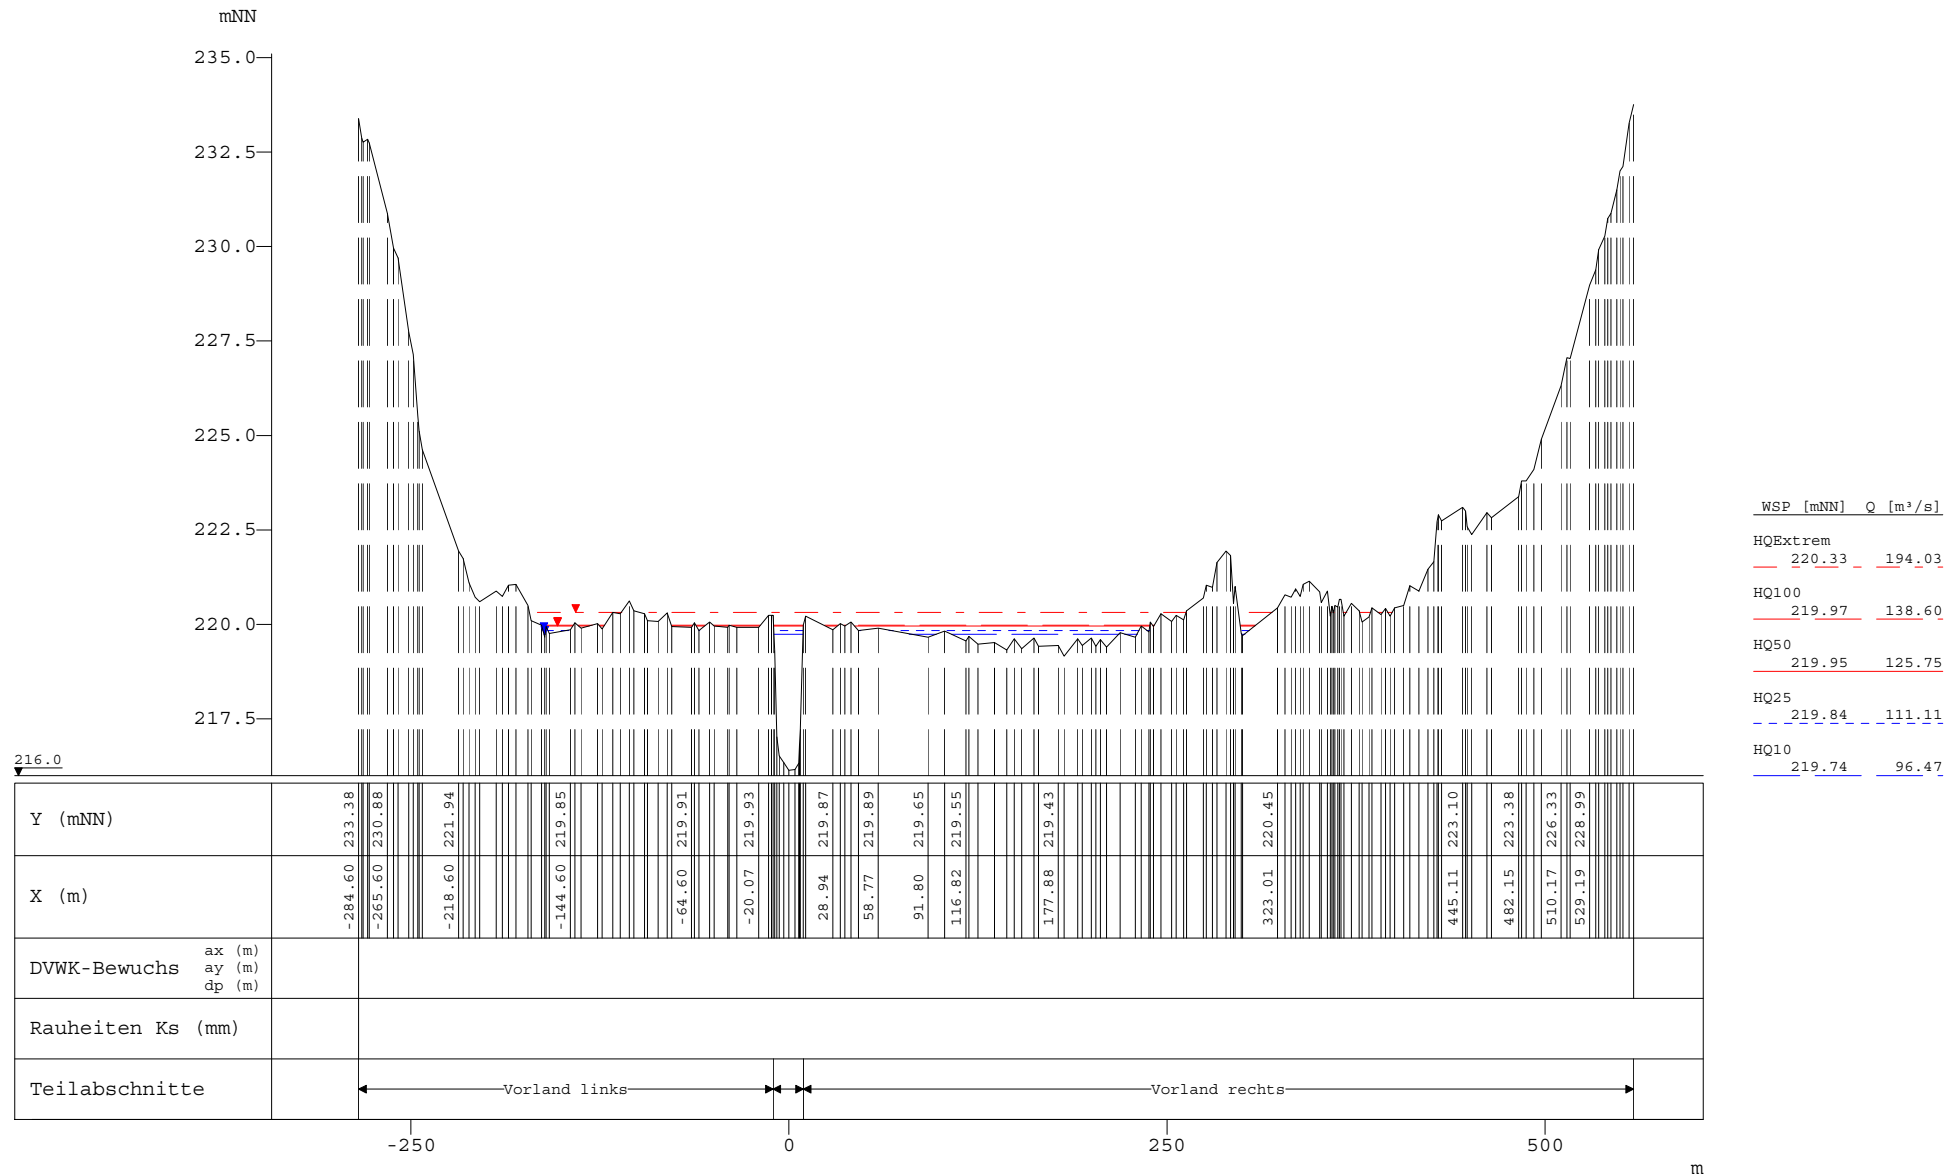 mNN
235.0
232.5
230.0
227.5
225.0
222.5
220.0
217.5
216.0
WSP [mNN] Q [m³/s]
HQExtrem
220.33 194.03
HQ100
219.97 138.60
HQ50
219.95 125.75
HQ25
219.84 111.11
HQ10
219.74 96.47
Y (mNN) 233.38 230.88 221.94 219.85 219.91 219.93 219.87 219.89 219.65 219.55 219.43 220.45 223.10 223.38 226.33 228.99
X (m) -284.60 -265.60 -218.60 -144.60 -64.60 -20.07 28.94 58.77 91.80 116.82 177.88 323.01 445.11 482.15 510.17 529.19
DVWK-Bewuchs
ax (m)
ay (m)
dp (m)
Rauheiten Ks (mm)
Teilabschnitte Vorland links Vorland rechts
-250 0 250 500
m